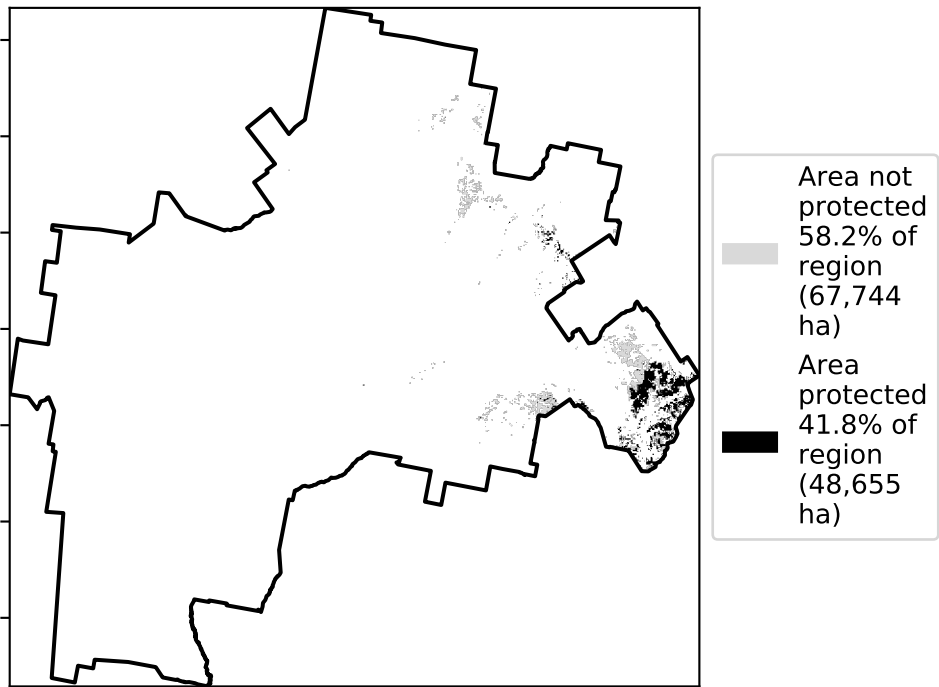 Area not
protected
58.2% of
region
(67,744
ha)
Area
protected
41.8% of
region
(48,655
ha)